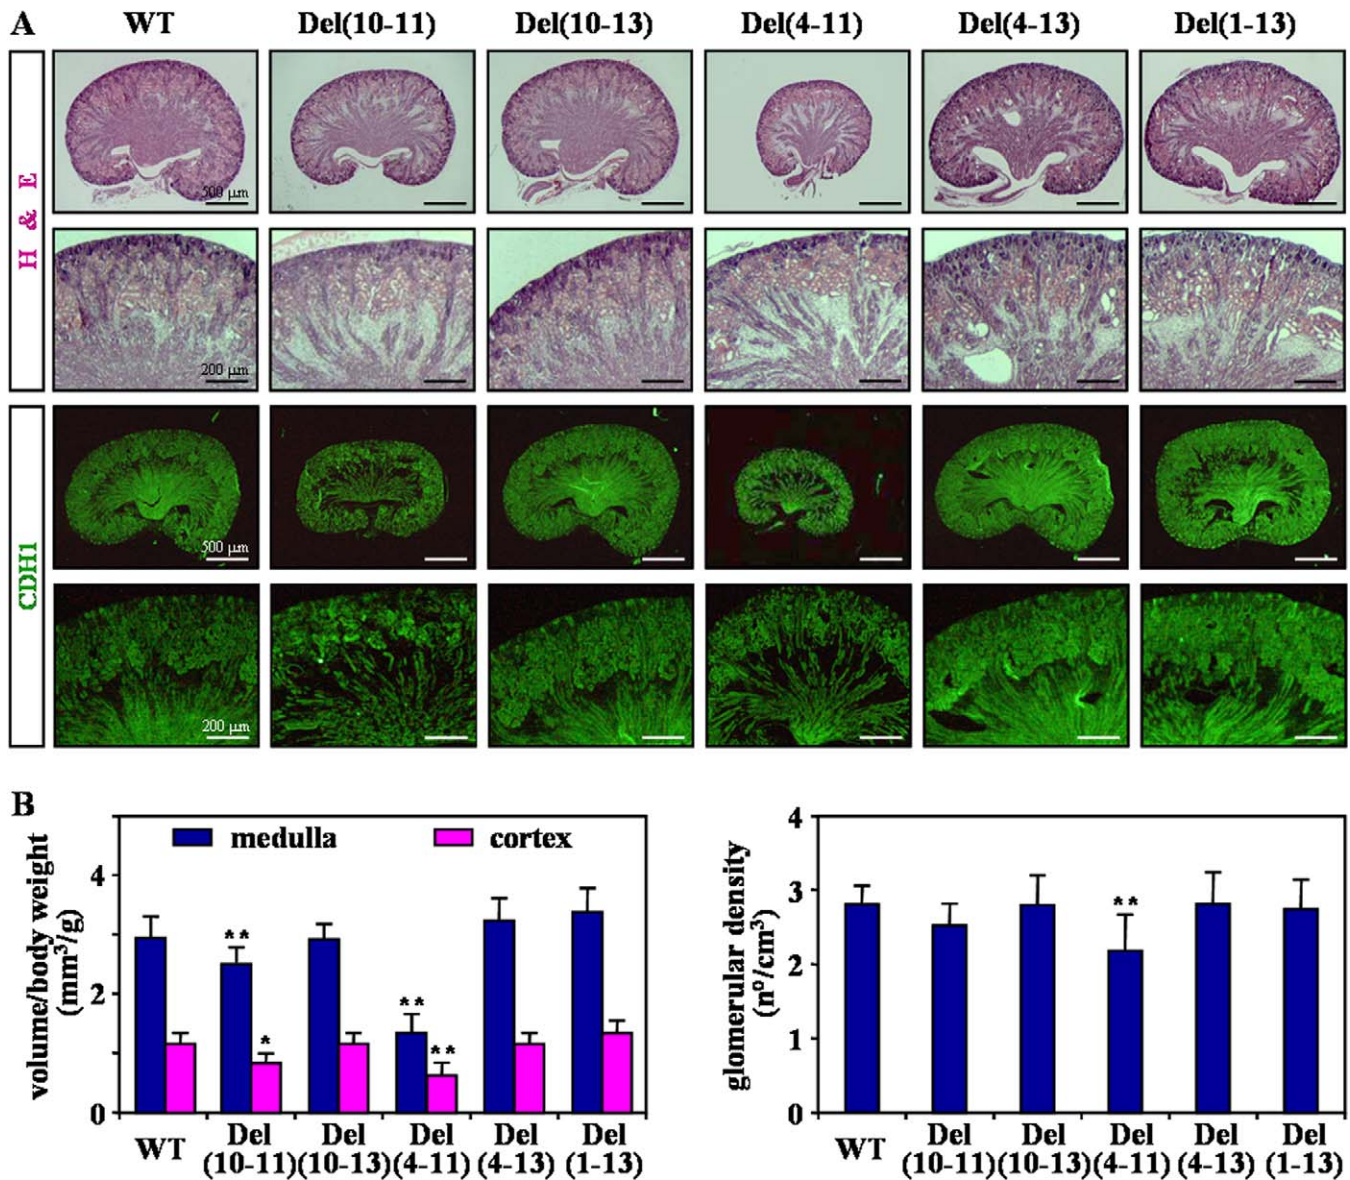 A
WT Del(10-11) Del(10-13) Del(4-11) Del(4-13) Del(1-13)
H & E
500 µm
200 µm
CDH1
500 µm
200 µm
B
volume/body weight
(mm³/g)
medulla cortex
4
2
0
**
*
**
**
WT Del Del Del Del Del
(10-11) (10-13) (4-11) (4-13) (1-13)
glomerular density
(nº/cm³)
4
3
2
1
0
**
WT Del Del Del Del Del
(10-11) (10-13) (4-11) (4-13) (1-13)